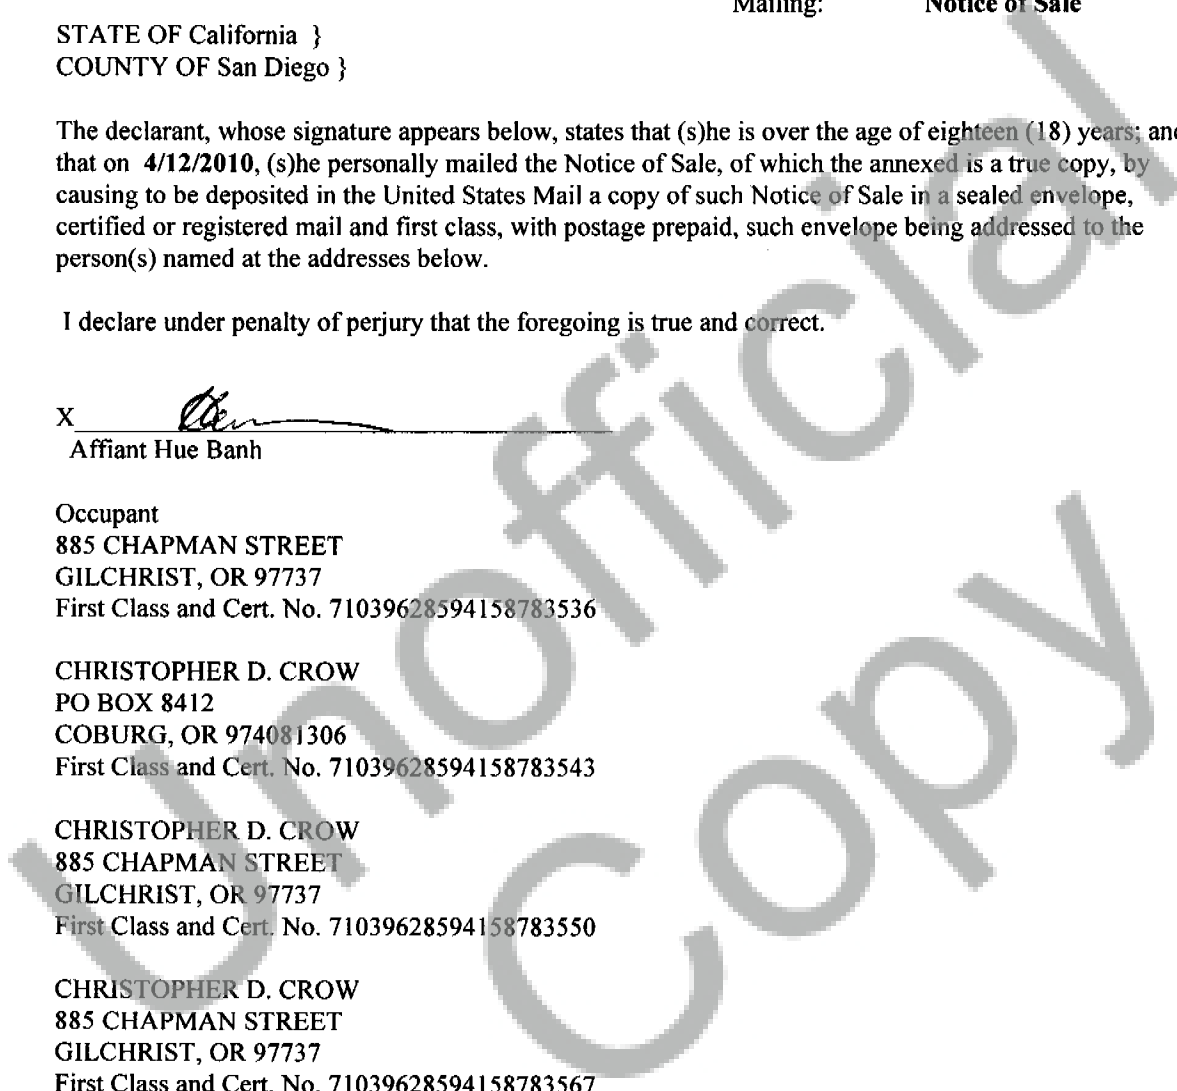 Mailing: Notice of Sale
STATE OF California }
COUNTY OF San Diego }
The declarant, whose signature appears below, states that (s)he is over the age of eighteen (18) years; and
that on 4/12/2010, (s)he personally mailed the Notice of Sale, of which the annexed is a true copy, by
causing to be deposited in the United States Mail a copy of such Notice of Sale in a sealed envelope,
certified or registered mail and first class, with postage prepaid, such envelope being addressed to the
person(s) named at the addresses below.
I declare under penalty of perjury that the foregoing is true and correct.
X
Affiant Hue Banh
Occupant
885 CHAPMAN STREET
GILCHRIST, OR 97737
First Class and Cert. No. 71039628594158783536
CHRISTOPHER D. CROW
PO BOX 8412
COBURG, OR 974081306
First Class and Cert. No. 71039628594158783543
CHRISTOPHER D. CROW
885 CHAPMAN STREET
GILCHRIST, OR 97737
First Class and Cert. No. 71039628594158783550
CHRISTOPHER D. CROW
885 CHAPMAN STREET
GILCHRIST, OR 97737
First Class and Cert. No. 71039628594158783567
Unofficial
Copy